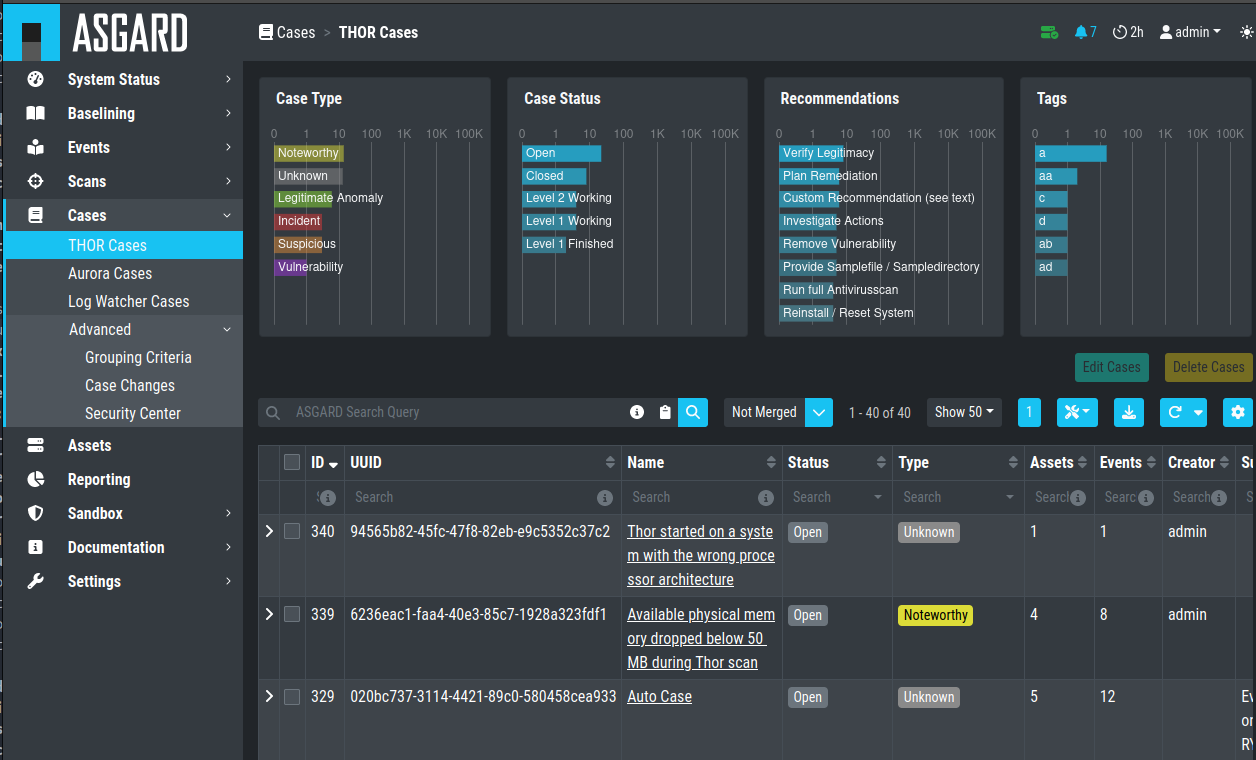 ASGARD
Cases > THOR Cases
7 2h admin
System Status
Baselining
Events
Scans
Cases
THOR Cases
Aurora Cases
Log Watcher Cases
Advanced
Grouping Criteria
Case Changes
Security Center
Assets
Reporting
Sandbox
Documentation
Settings
Case Type
0 1 10 100 1K 10K 100K
Noteworthy
Unknown
Legitimate Anomaly
Incident
Suspicious
Vulnerability
Case Status
0 1 10 100 1K 10K 100K
Open
Closed
Level 2 Working
Level 1 Working
Level 1 Finished
Recommendations
0 1 10 100 1K 10K 100K
Verify Legitimacy
Plan Remediation
Custom Recommendation (see text)
Investigate Actions
Remove Vulnerability
Provide Samplefile / Sampledirectory
Run full Antivirusscan
Reinstall / Reset System
Tags
0 1 10 100 1K 10K 100K
a
aa
c
d
ab
ad
Edit Cases Delete Cases
ASGARD Search Query Not Merged 1 - 40 of 40 Show 50 1
ID UUID Name Status Type Assets Events Creator Su
Search Search Search Search Search Searc Search S
340 94565b82-45fc-47f8-82eb-e9c5352c37c2 Thor started on a syste Open Unknown 1 1 admin
m with the wrong proce
ssor architecture
339 6236eac1-faa4-40e3-85c7-1928a323fdf1 Available physical mem Open Noteworthy 4 8 admin
ory dropped below 50
MB during Thor scan
329 020bc737-3114-4421-89c0-580458cea933 Auto Case Open Unknown 5 12 Ev
or
RY